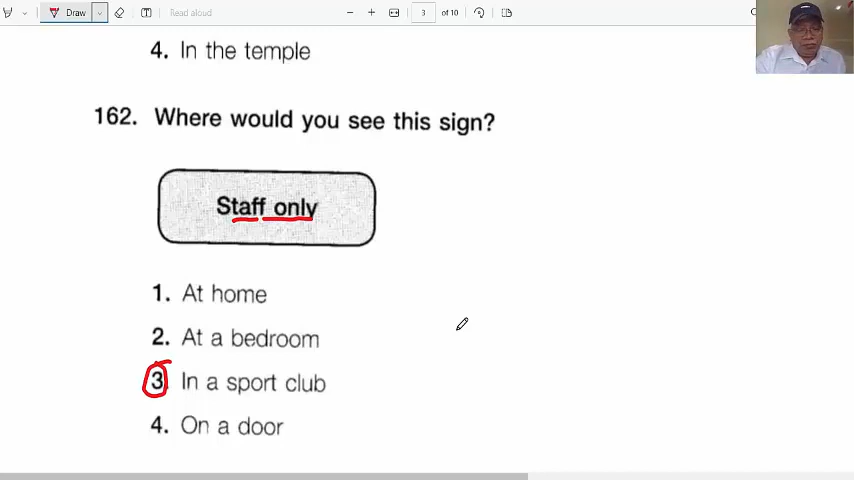 Draw
Read aloud
3
of 10
4. In the temple
162. Where would you see this sign?
Staff only
1. At home
2. At a bedroom
3 In a sport club
4. On a door